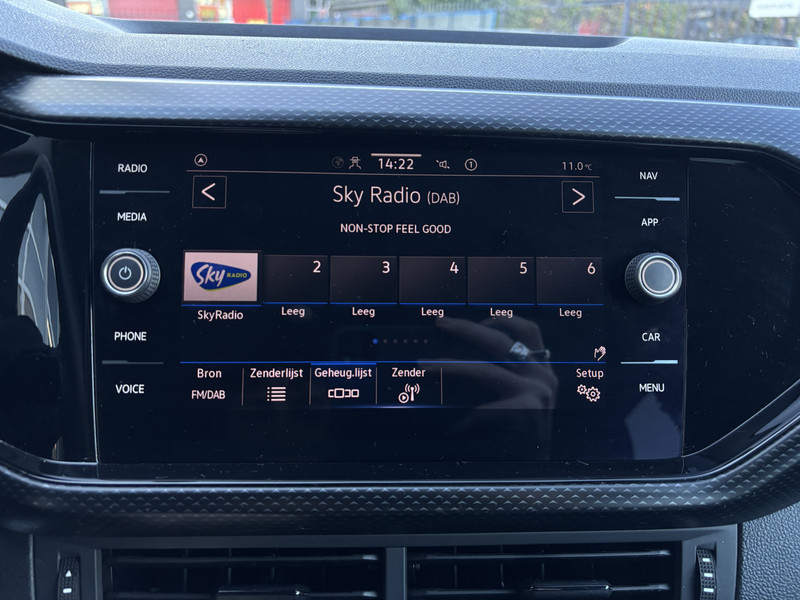 14:22
1
11.0°C
RADIO
MEDIA
PHONE
VOICE
< Sky Radio (DAB) >
NON-STOP FEEL GOOD
Sky RADIO 2 3 4 5 6
SkyRadio Leeg Leeg Leeg Leeg Leeg
Bron Zenderlijst Geheug.lijst Zender Setup
FM/DAB
NAV
APP
CAR
MENU